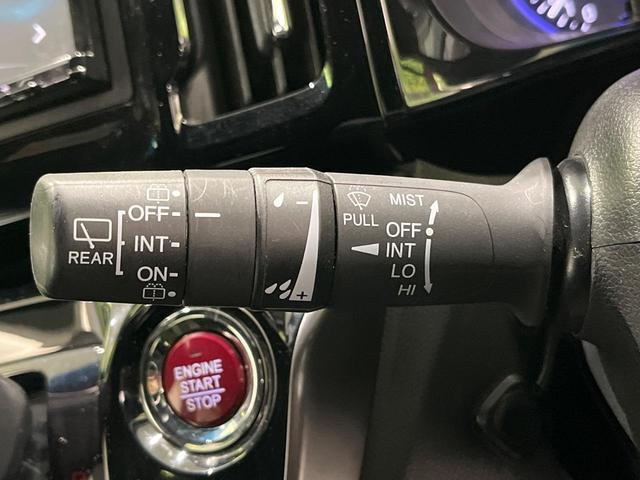 OFF
INT
ON
REAR
- 
+
PULL
MIST
OFF
INT
LO
HI
ENGINE
START
STOP